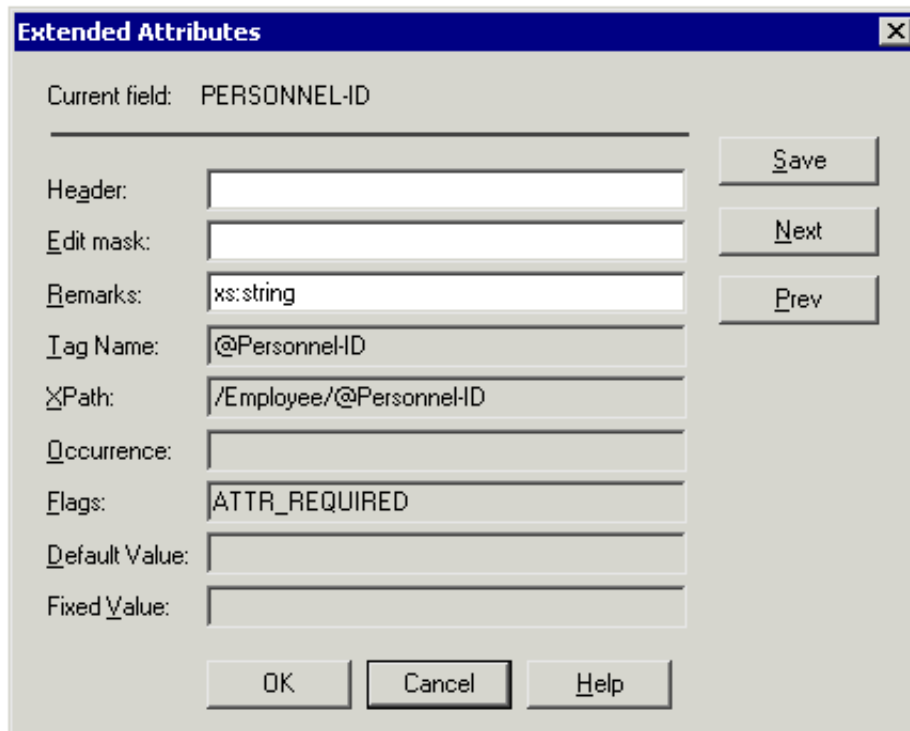 Extended Attributes
Current field: PERSONNEL-ID
Save
Header:
Edit mask:
Next
Remarks: xs:string
Prev
Tag Name: @Personnel-ID
XPath: /Employee/@Personnel-ID
Occurrence:
Flags: ATTR_REQUIRED
Default Value:
Fixed Value:
OK Cancel Help